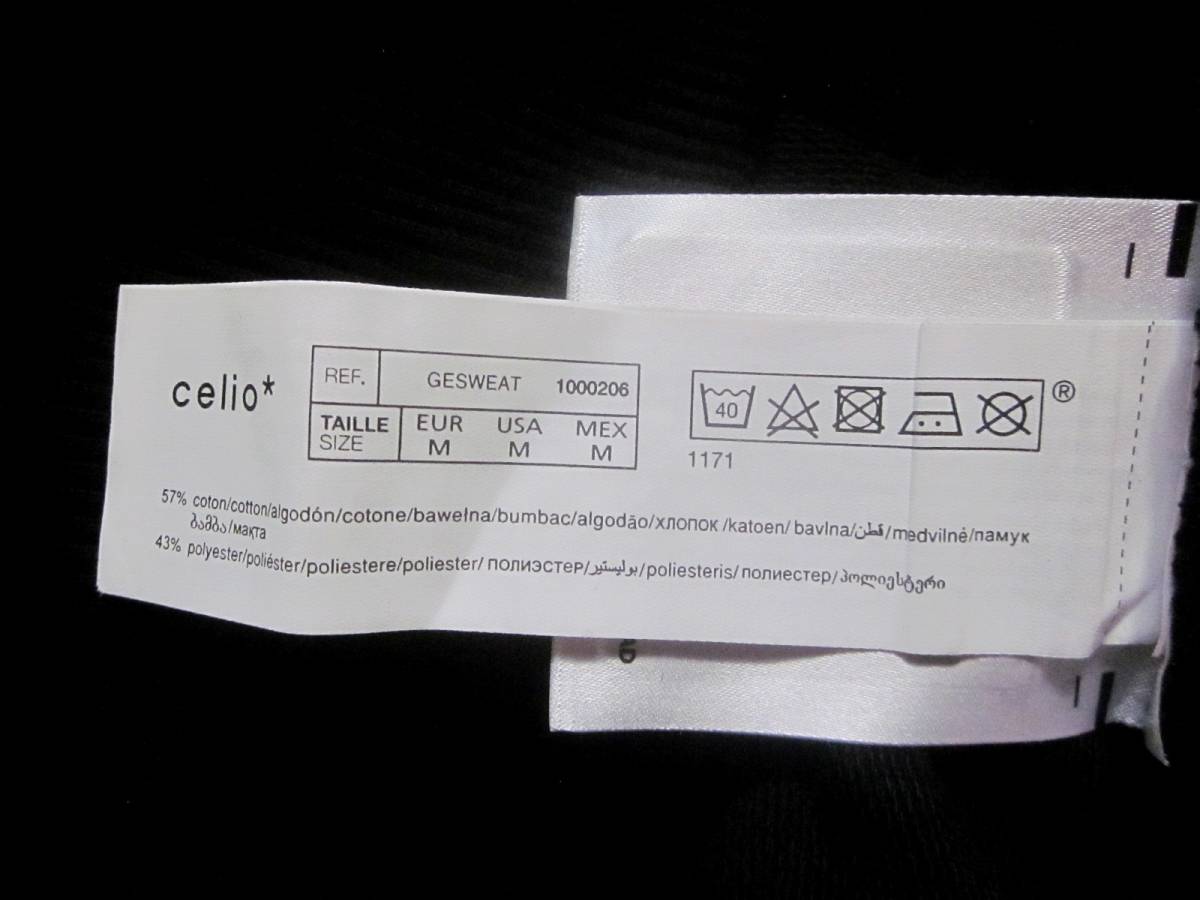 celio*
REF. GESWEAT 1000206
TAILLE SIZE
EUR USA MEX
M M M
40
®
1171
57% coton/cotton/algodón/cotone/bawełna/bumbac/algodão/хлопок/katoen/ bavlna/قطن/medvilnė/памук
ბამბა/мақта
43% polyester/poliéster/poliestere/poliester/ полиэстер/بوليستير/poliesteris/полиестер/პოლიესტერი